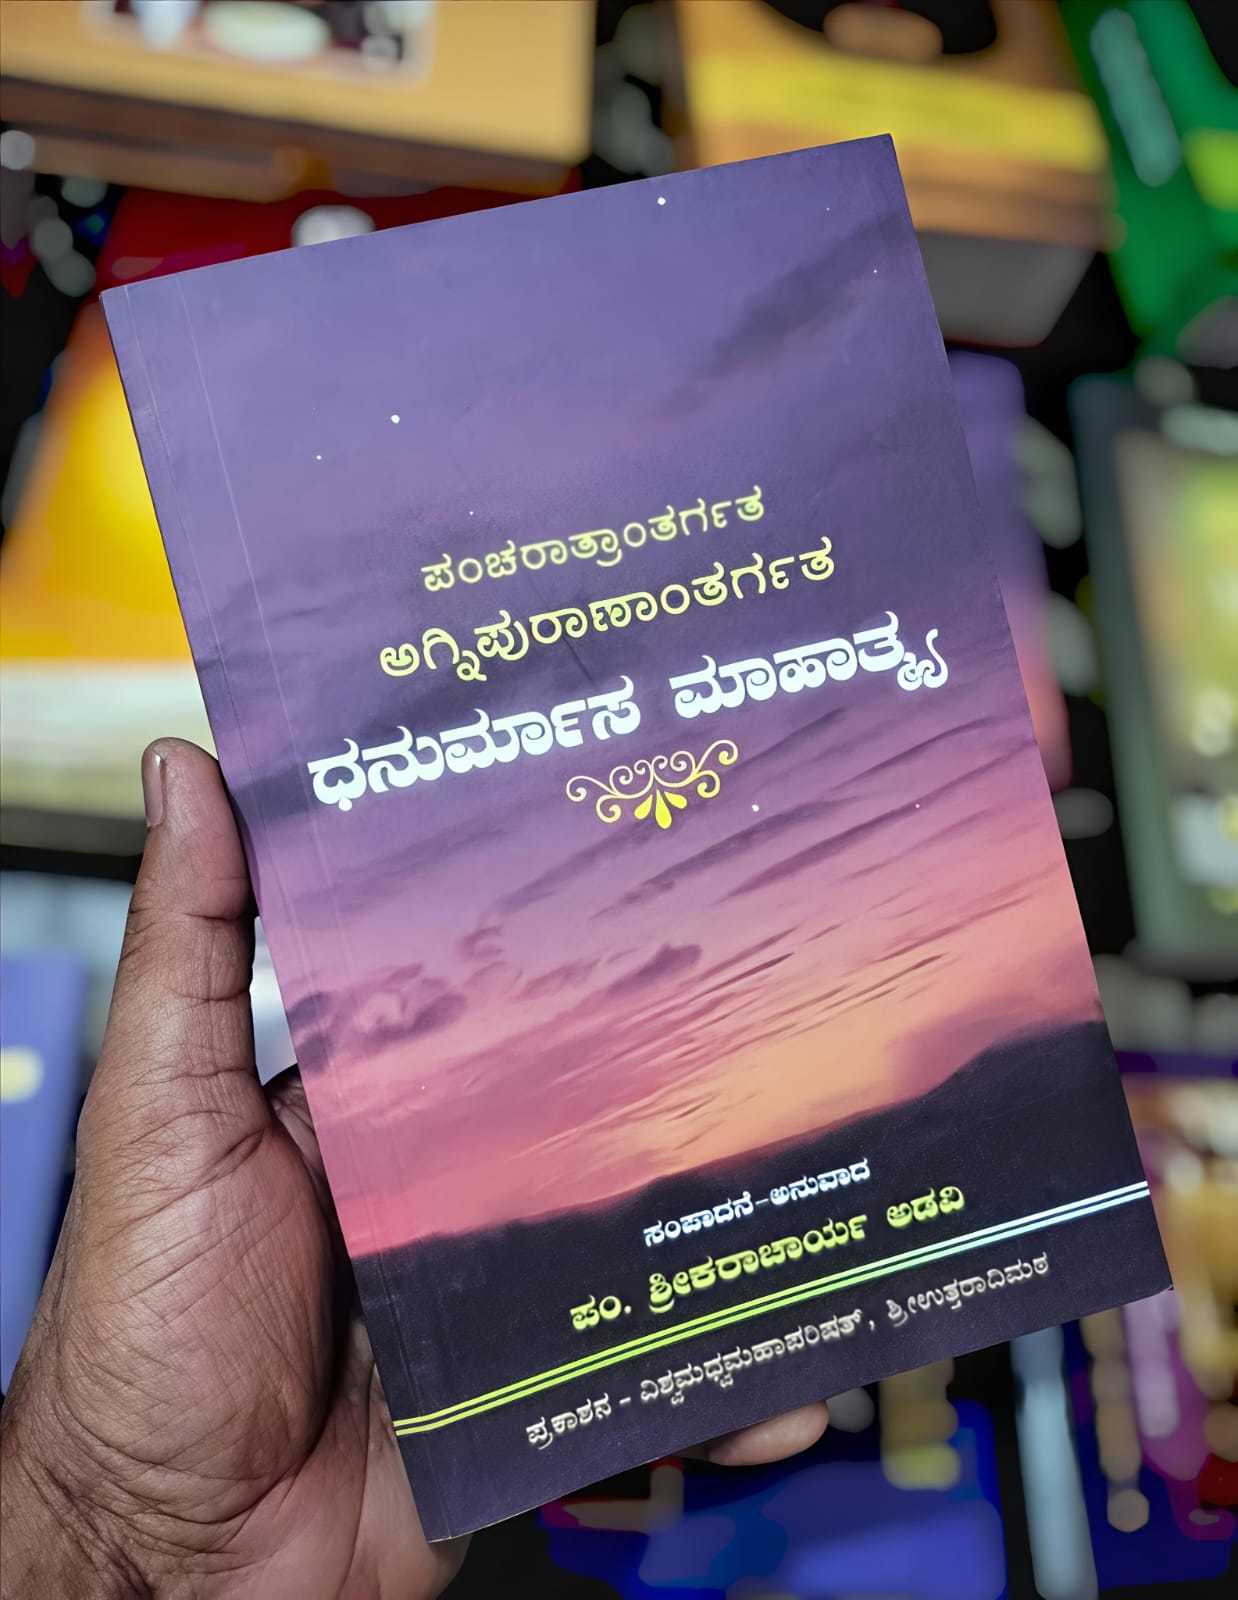 ಪಂಚರಾತ್ರಾಂತರ್ಗತ
ಅಗ್ನಿಪುರಾಣಾಂತರ್ಗತ
ಧನುರ್ಮಾಸ ಮಾಹಾತ್ಮ್ಯ
ಸಂಪಾದನೆ-ಅನುವಾದ
ಪಂ. ಶ್ರೀಕರಾಚಾರ್ಯ ಅಡವಿ
ಪ್ರಕಾಶನ - ವಿಶ್ವಮಧ್ವಮಹಾಪರಿಷತ್, ಶ್ರೀಉತ್ತರಾದಿಮಠ